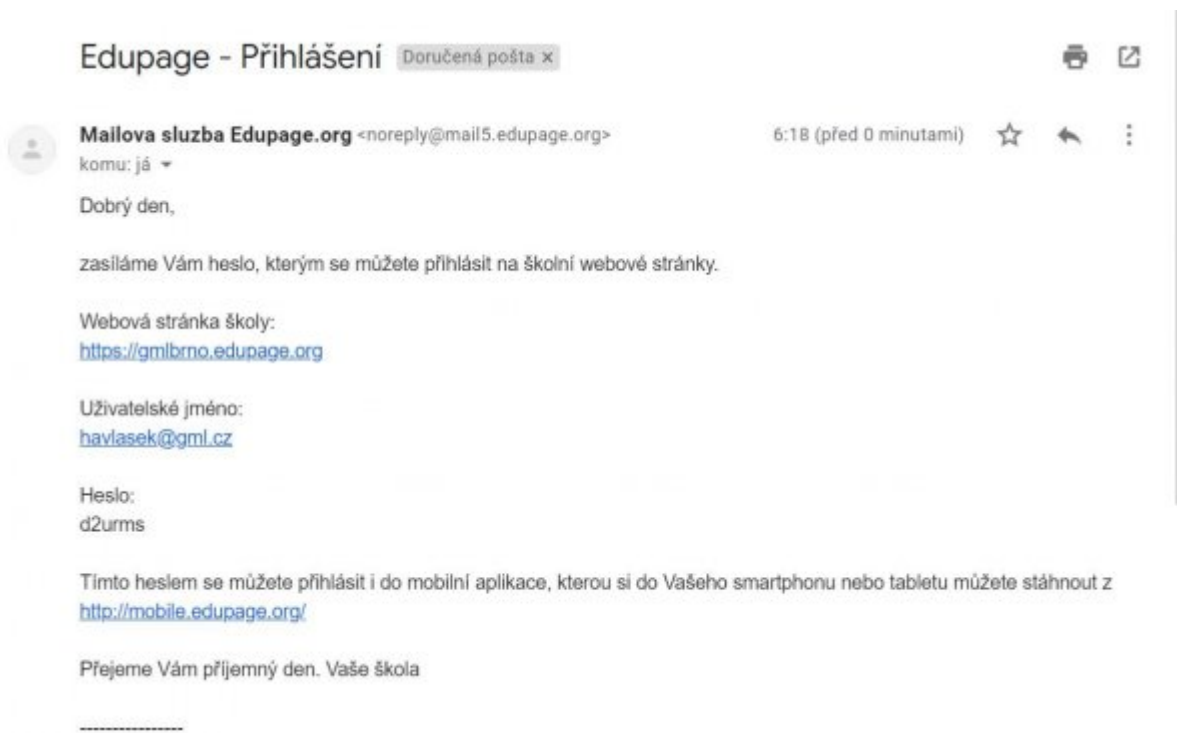 Edupage - Přihlášení Doručená pošta x
Mailova sluzba Edupage.org <noreply@mail5.edupage.org> 6:18 (před 0 minutami)
komu: já
Dobrý den,
zasíláme Vám heslo, kterým se můžete přihlásit na školní webové stránky.
Webová stránka školy:
https://gmlbrno.edupage.org
Uživatelské jméno:
havlasek@gml.cz
Heslo:
d2urms
Tímto heslem se můžete přihlásit i do mobilní aplikace, kterou si do Vašeho smartphonu nebo tabletu můžete stáhnout z
http://mobile.edupage.org/
Přejeme Vám příjemný den. Vaše škola
----------------